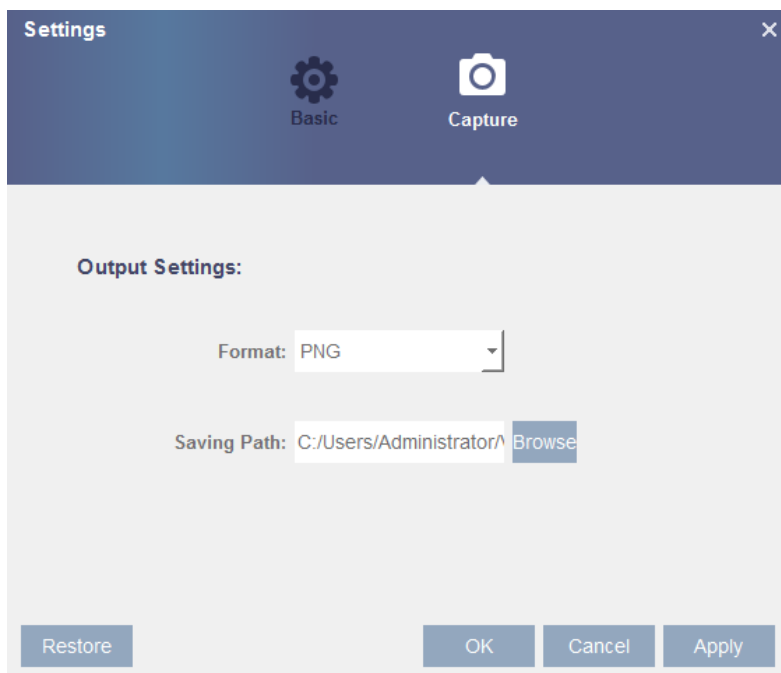 Settings
Basic
Capture
Output Settings:
Format: PNG
Saving Path: C:/Users/Administrator/ Browse
Restore OK Cancel Apply